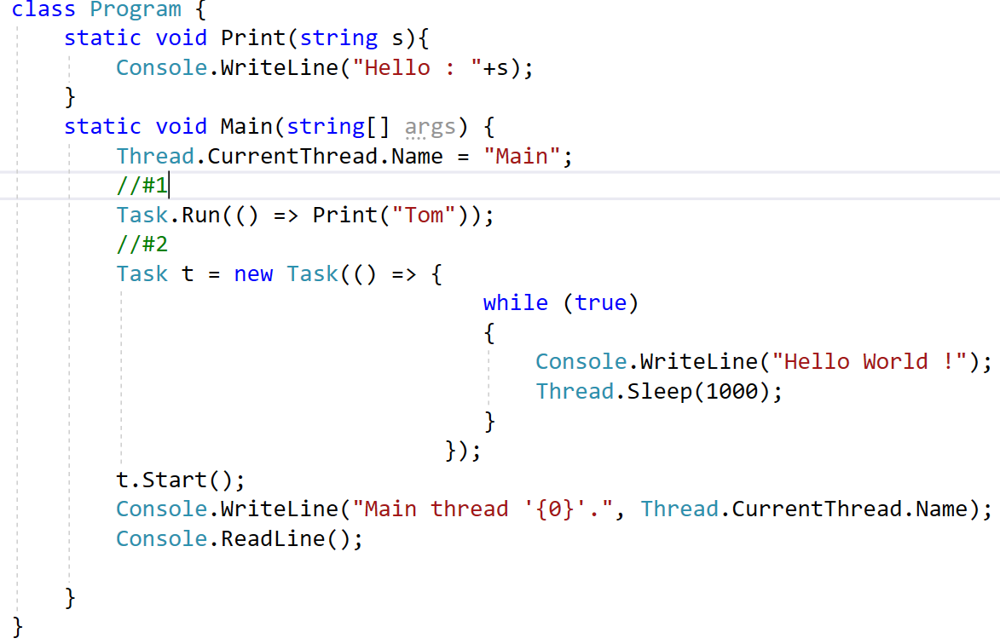 class Program {
    static void Print(string s){
        Console.WriteLine("Hello : "+s);
    }
    static void Main(string[] args) {
        Thread.CurrentThread.Name = "Main";
        //#1
        Task.Run(() => Print("Tom"));
        //#2
        Task t = new Task(() => {
                                    while (true)
                                    {
                                        Console.WriteLine("Hello World !");
                                        Thread.Sleep(1000);
                                    }
                                 });
        t.Start();
        Console.WriteLine("Main thread '{0}'.", Thread.CurrentThread.Name);
        Console.ReadLine();

    }
}